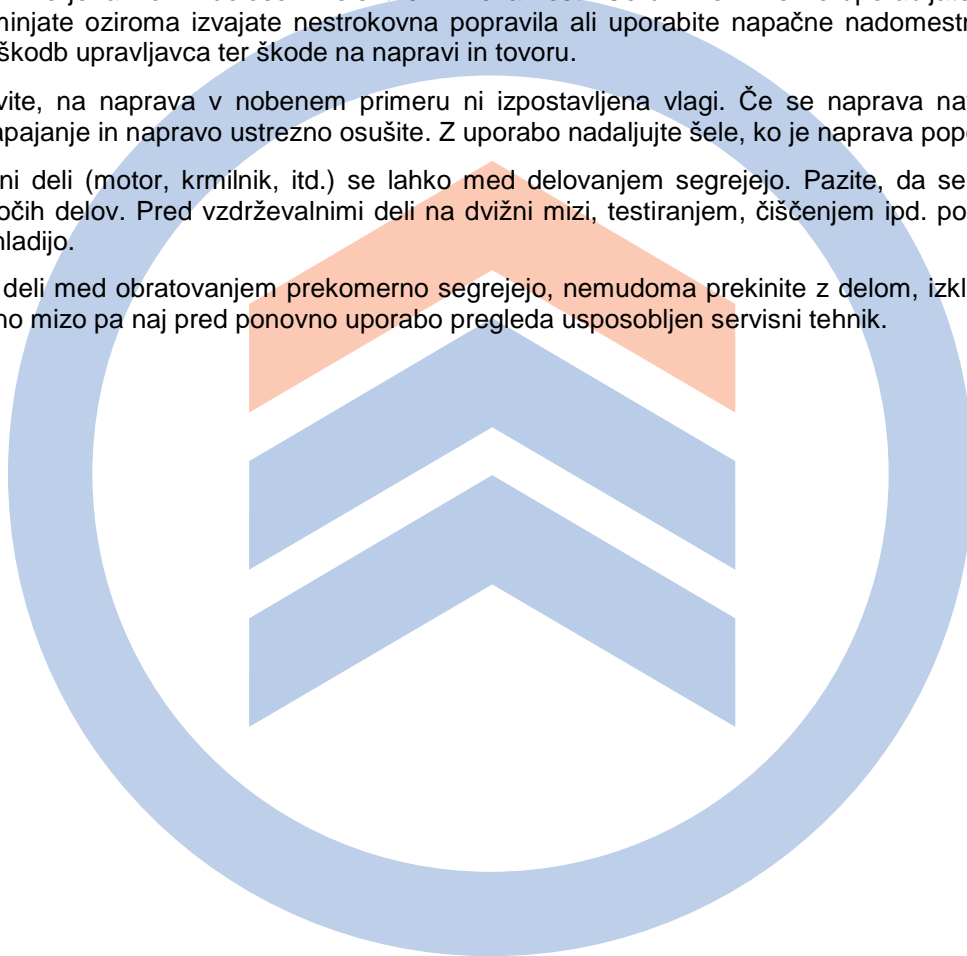 minjate oziroma izvajate nestrokovna popravila ali uporabite napačne nadomestn
škodb upravljavca ter škode na napravi in tovoru.
vite, na naprava v nobenem primeru ni izpostavljena vlagi. Če se naprava nav
apajanje in napravo ustrezno osušite. Z uporabo nadaljujte šele, ko je naprava pop
ni deli (motor, krmilnik, itd.) se lahko med delovanjem segrejejo. Pazite, da se
očih delov. Pred vzdrževalnimi deli na dvižni mizi, testiranjem, čiščenjem ipd. po
hladijo.
deli med obratovanjem prekomerno segrejejo, nemudoma prekinite z delom, izkl
no mizo pa naj pred ponovno uporabo pregleda usposobljen servisni tehnik.